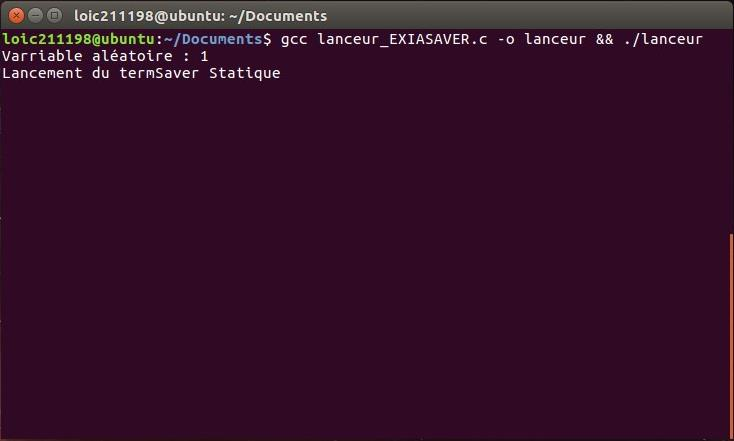 loic211198@ubuntu: ~/Documents
loic211198@ubuntu:~/Documents$ gcc lanceur_EXIASAVER.c -o lanceur && ./lanceur
Varriable aléatoire : 1
Lancement du termSaver Statique